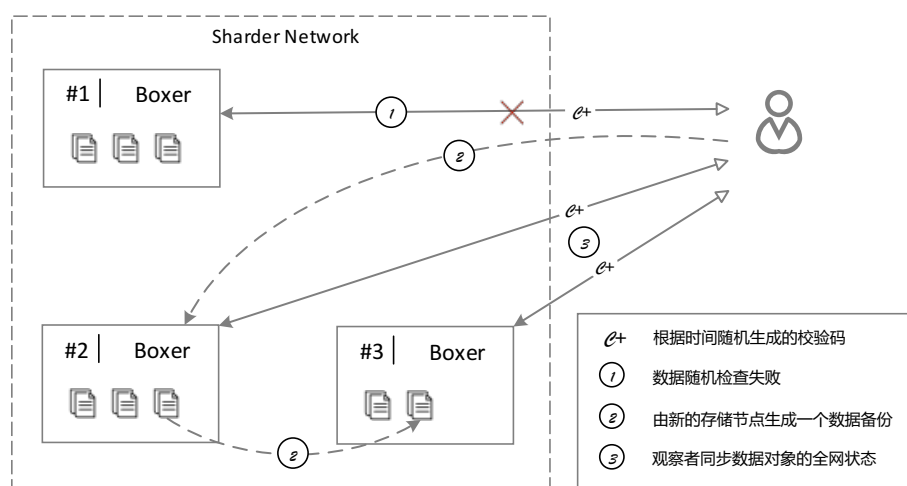 Sharder Network
#1 | Boxer
1
C+
2
C+
3
C+
#2 | Boxer
#3 | Boxer
2
C+ 根据时间随机生成的校验码
1 数据随机检查失败
2 由新的存储节点生成一个数据备份
3 观察者同步数据对象的全网状态